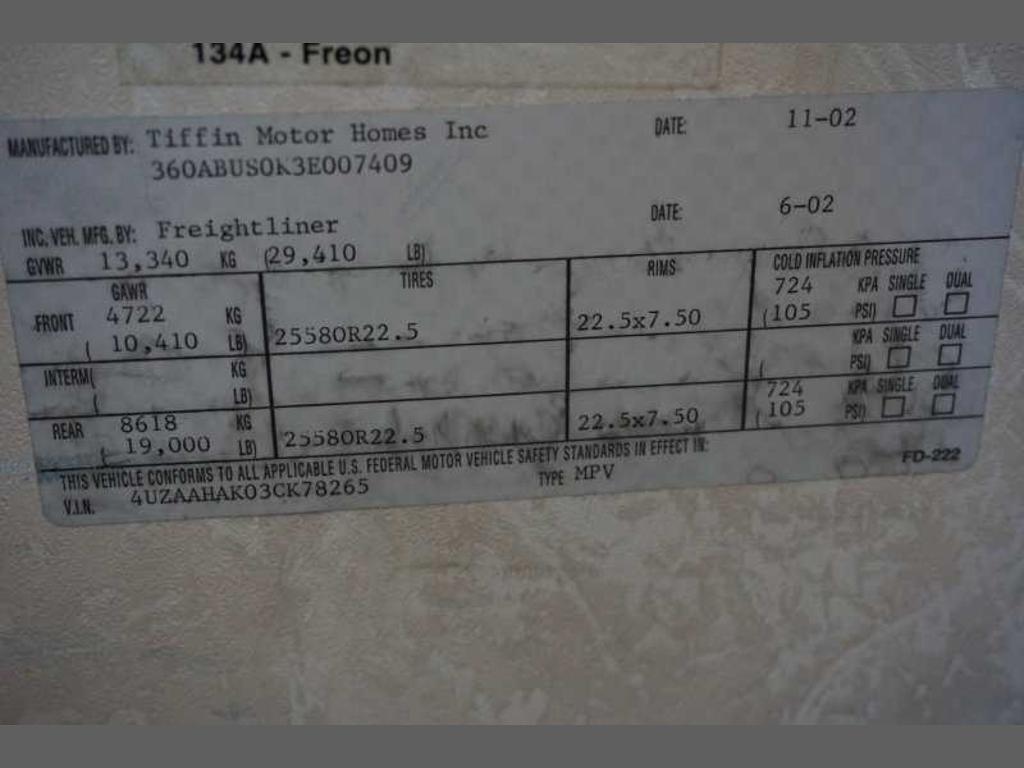 134A - Freon
MANUFACTURED BY: Tiffin Motor Homes Inc DATE: 11-02
360ABUS0K3E007409
INC. VEH. MFG. BY: Freightliner DATE: 6-02
GVWR 13,340 KG (29,410 LB)
GAWR TIRES RIMS COLD INFLATION PRESSURE
FRONT 4722 KG 25580R22.5 22.5x7.50 724 KPA SINGLE DUAL
( 10,410 LB) (105 PSI)
INTERM( KG KPA SINGLE DUAL
( LB) ( PSI)
REAR 8618 KG 25580R22.5 22.5x7.50 724 KPA SINGLE DUAL
( 19,000 LB) (105 PSI)
THIS VEHICLE CONFORMS TO ALL APPLICABLE U.S. FEDERAL MOTOR VEHICLE SAFETY STANDARDS IN EFFECT IN: FD-222
V.I.N. 4UZAAHAK03CK78265 TYPE MPV